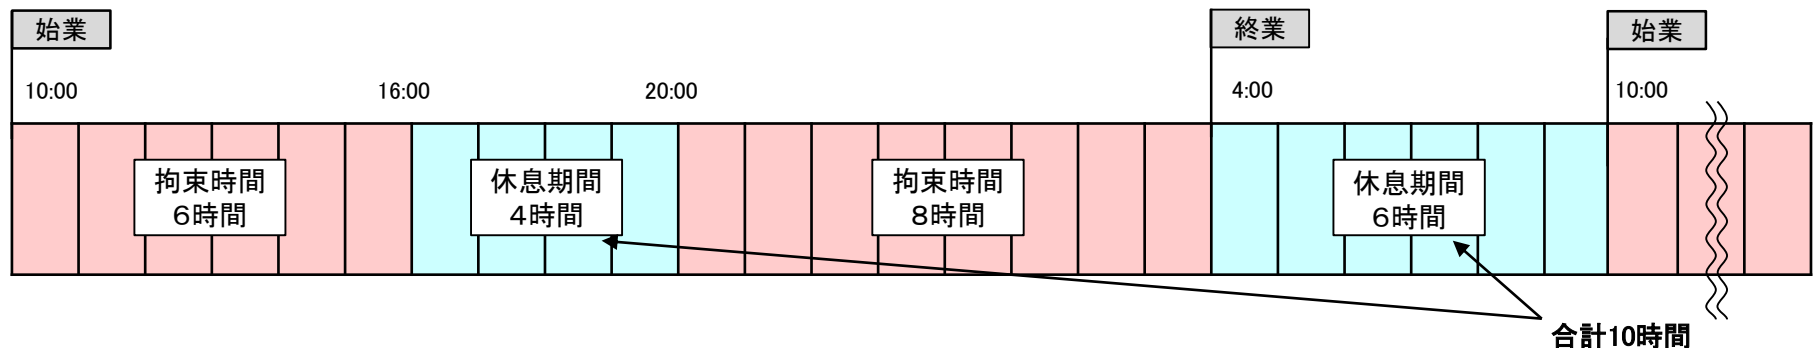 始業
終業
始業
10:00
16:00
20:00
4:00
10:00
拘束時間
6時間
休息期間
4時間
拘束時間
8時間
休息期間
6時間
合計10時間